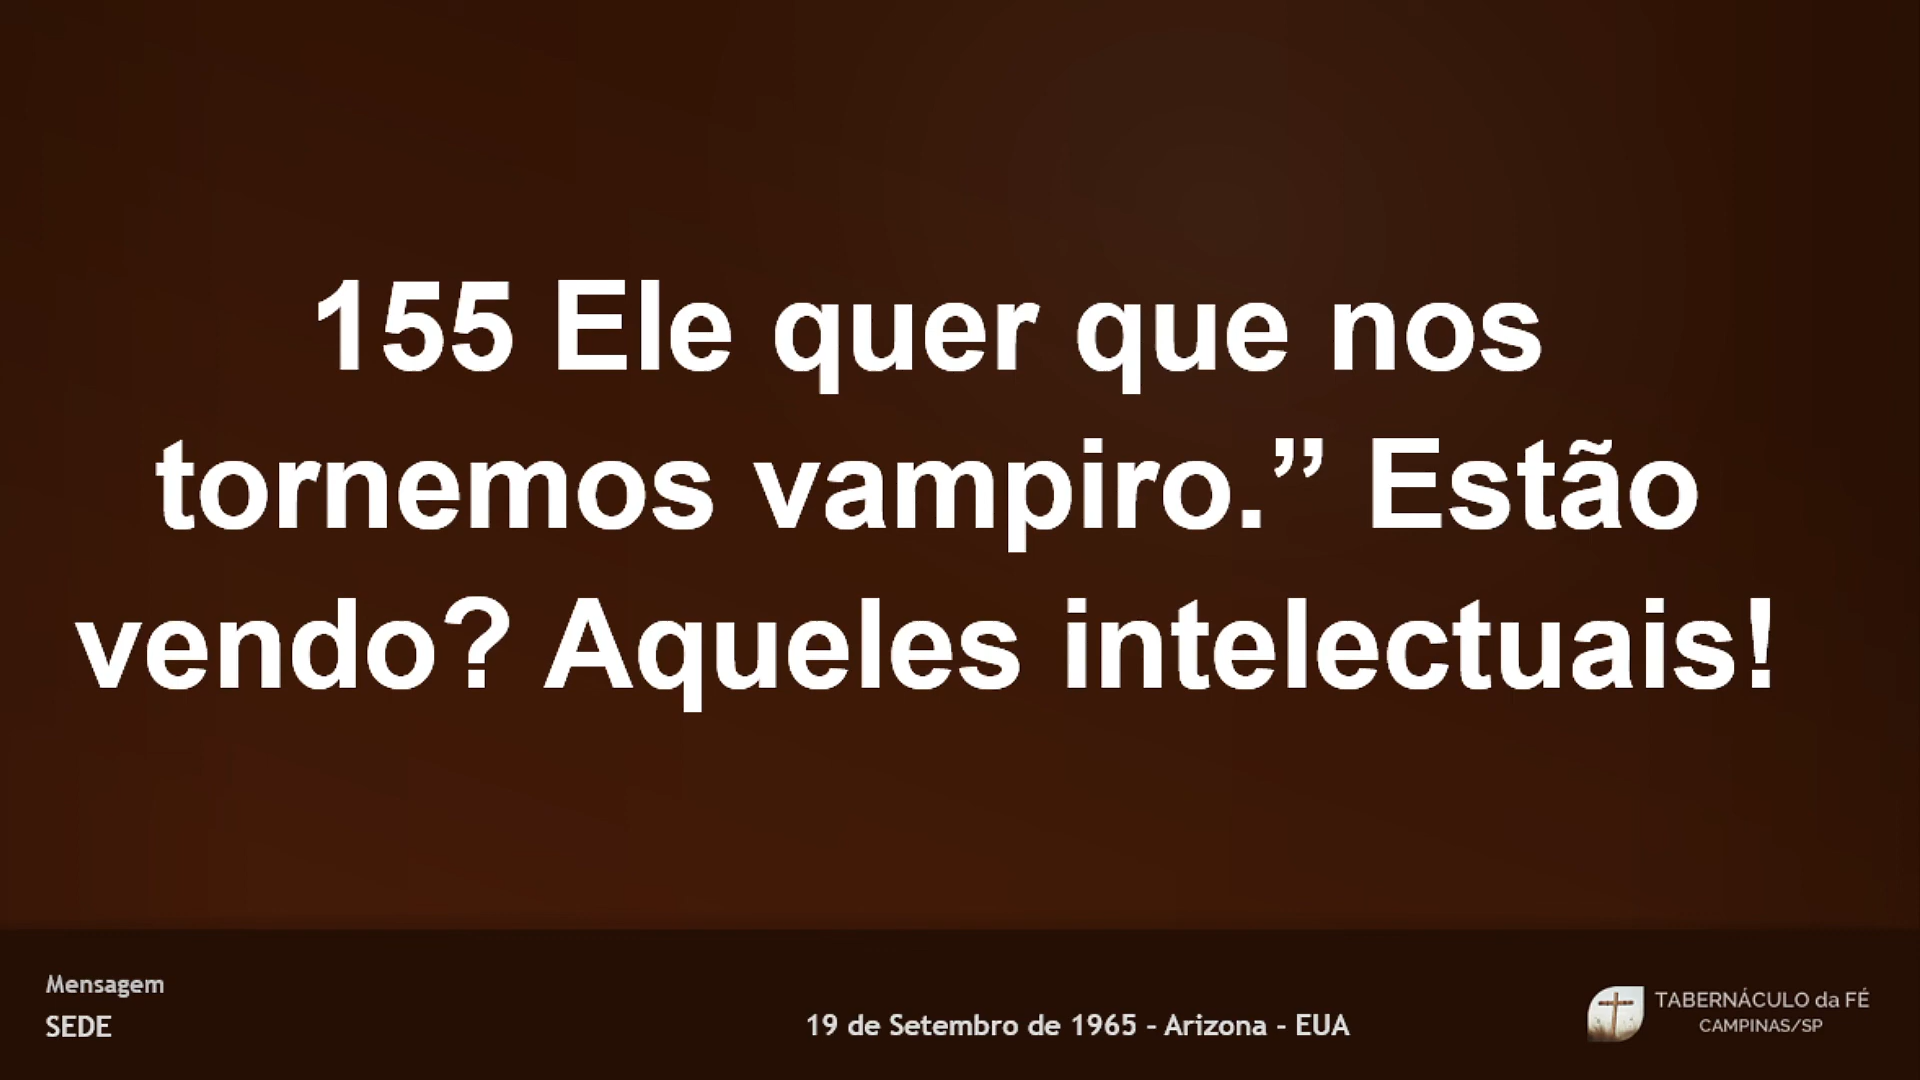 155 Ele quer que nos
tornemos vampiro.” Estão
vendo? Aqueles intelectuais!
Mensagem
SEDE
19 de Setembro de 1965 - Arizona - EUA
TABERNÁCULO da FÉ
CAMPINAS/SP